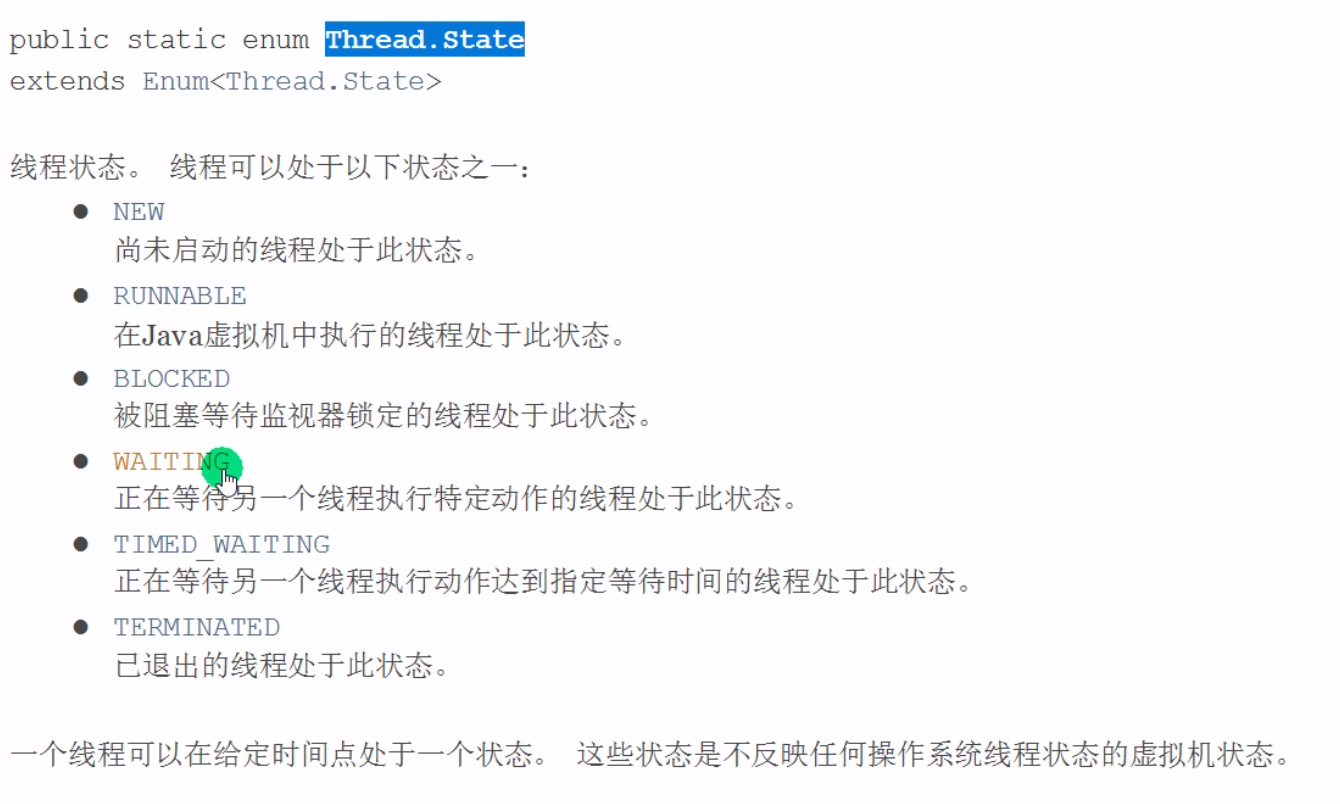 public static enum Thread.State
extends Enum<Thread.State>
线程状态。 线程可以处于以下状态之一:
● NEW
尚未启动的线程处于此状态。
● RUNNABLE
在Java虚拟机中执行的线程处于此状态。
● BLOCKED
被阻塞等待监视器锁定的线程处于此状态。
● WAITING
正在等待另一个线程执行特定动作的线程处于此状态。
● TIMED_WAITING
正在等待另一个线程执行动作达到指定等待时间的线程处于此状态。
● TERMINATED
已退出的线程处于此状态。
一个线程可以在给定时间点处于一个状态。 这些状态是不反映任何操作系统线程状态的虚拟机状态。